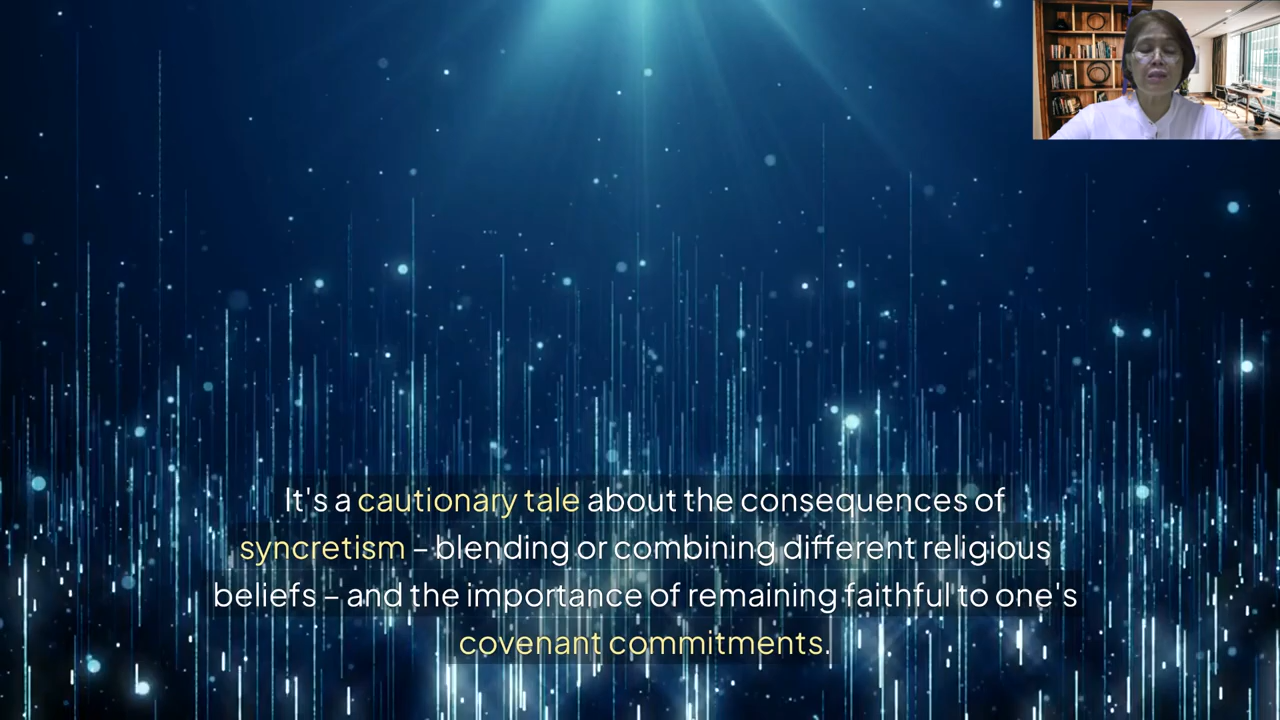 It's a cautionary tale about the consequences of
syncretism – blending or combining different religious
beliefs – and the importance of remaining faithful to one's
covenant commitments.